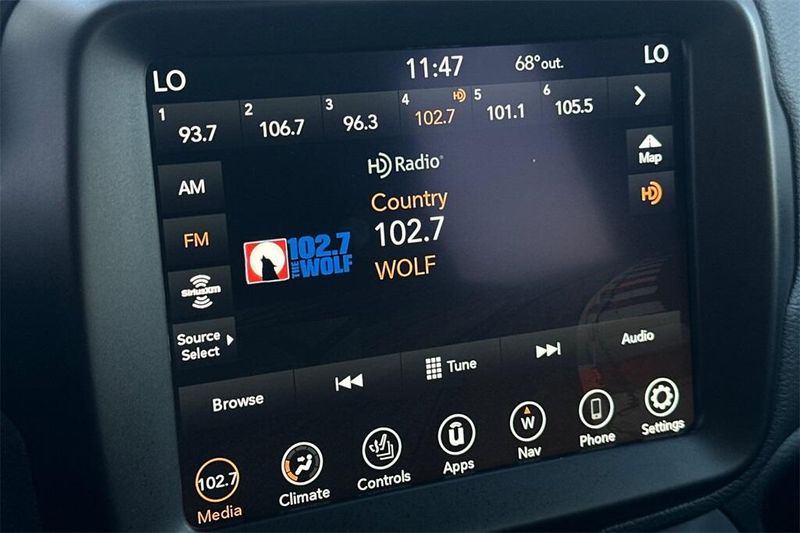 LO 11:47 68°out. LO
1 93.7 2 106.7 3 96.3 4 102.7 HD 5 101.1 6 105.5
HD Radio
Map
AM
Country
HD
FM
102.7
102.7
THE WOLF
WOLF
SiriusXM
Source
Select
Browse Tune Audio
102.7 W
Media Climate Controls Apps Nav Phone Settings